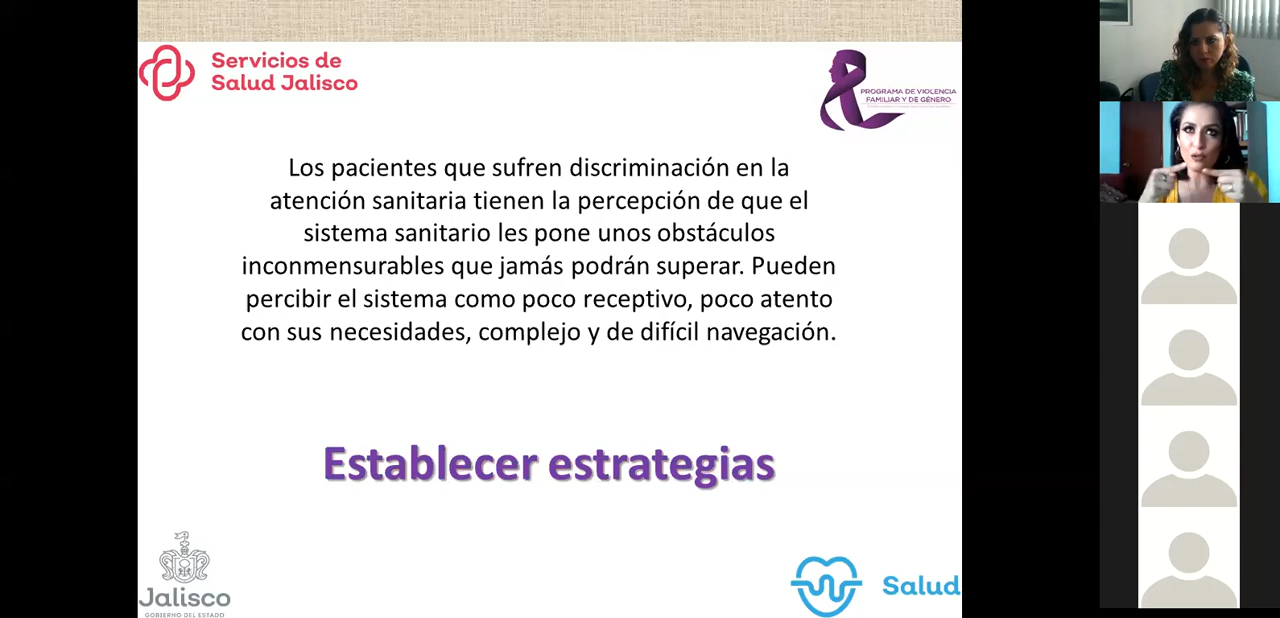 Servicios de
Salud Jalisco
PROGRAMA DE VIOLENCIA
FAMILIAR Y DE GÉNERO
Los pacientes que sufren discriminación en la
atención sanitaria tienen la percepción de que el
sistema sanitario les pone unos obstáculos
inconmensurables que jamás podrán superar. Pueden
percibir el sistema como poco receptivo, poco atento
con sus necesidades, complejo y de difícil navegación.
Establecer estrategias
Jalisco
GOBIERNO DEL ESTADO
Salud